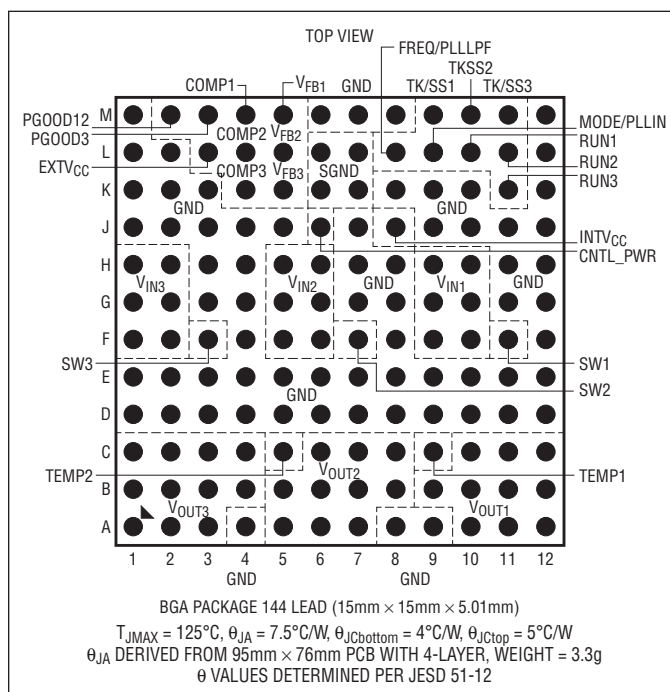 TOP VIEW
FREQ/PLLLPF
TKSS2
COMP1
VFB1
GND
TK/SS1
TK/SS3
PGOOD12
M
MODE/PLLIN
PGOOD3
COMP2
VFB2
RUN1
EXTVCC
L
RUN2
COMP3
VFB3
SGND
K
RUN3
GND
GND
J
INTVCC
CNTL_PWR
H
VIN3
VIN2
GND
VIN1
GND
G
F
SW3
SW1
E
SW2
GND
D
C
TEMP2
VOUT2
TEMP1
B
VOUT3
VOUT1
A
1 2 3 4 5 6 7 8 9 10 11 12
GND
GND
BGA PACKAGE 144 LEAD (15mm × 15mm × 5.01mm)
TJMAX = 125°C, θJA = 7.5°C/W, θJCbottom = 4°C/W, θJCtop = 5°C/W
θJA DERIVED FROM 95mm × 76mm PCB WITH 4-LAYER, WEIGHT = 3.3g
θ VALUES DETERMINED PER JESD 51-12